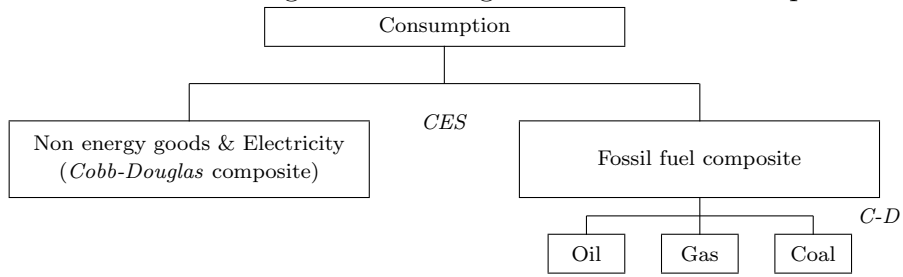 Consumption
CES
Non energy goods & Electricity
(Cobb-Douglas composite)
Fossil fuel composite
C-D
Oil
Gas
Coal